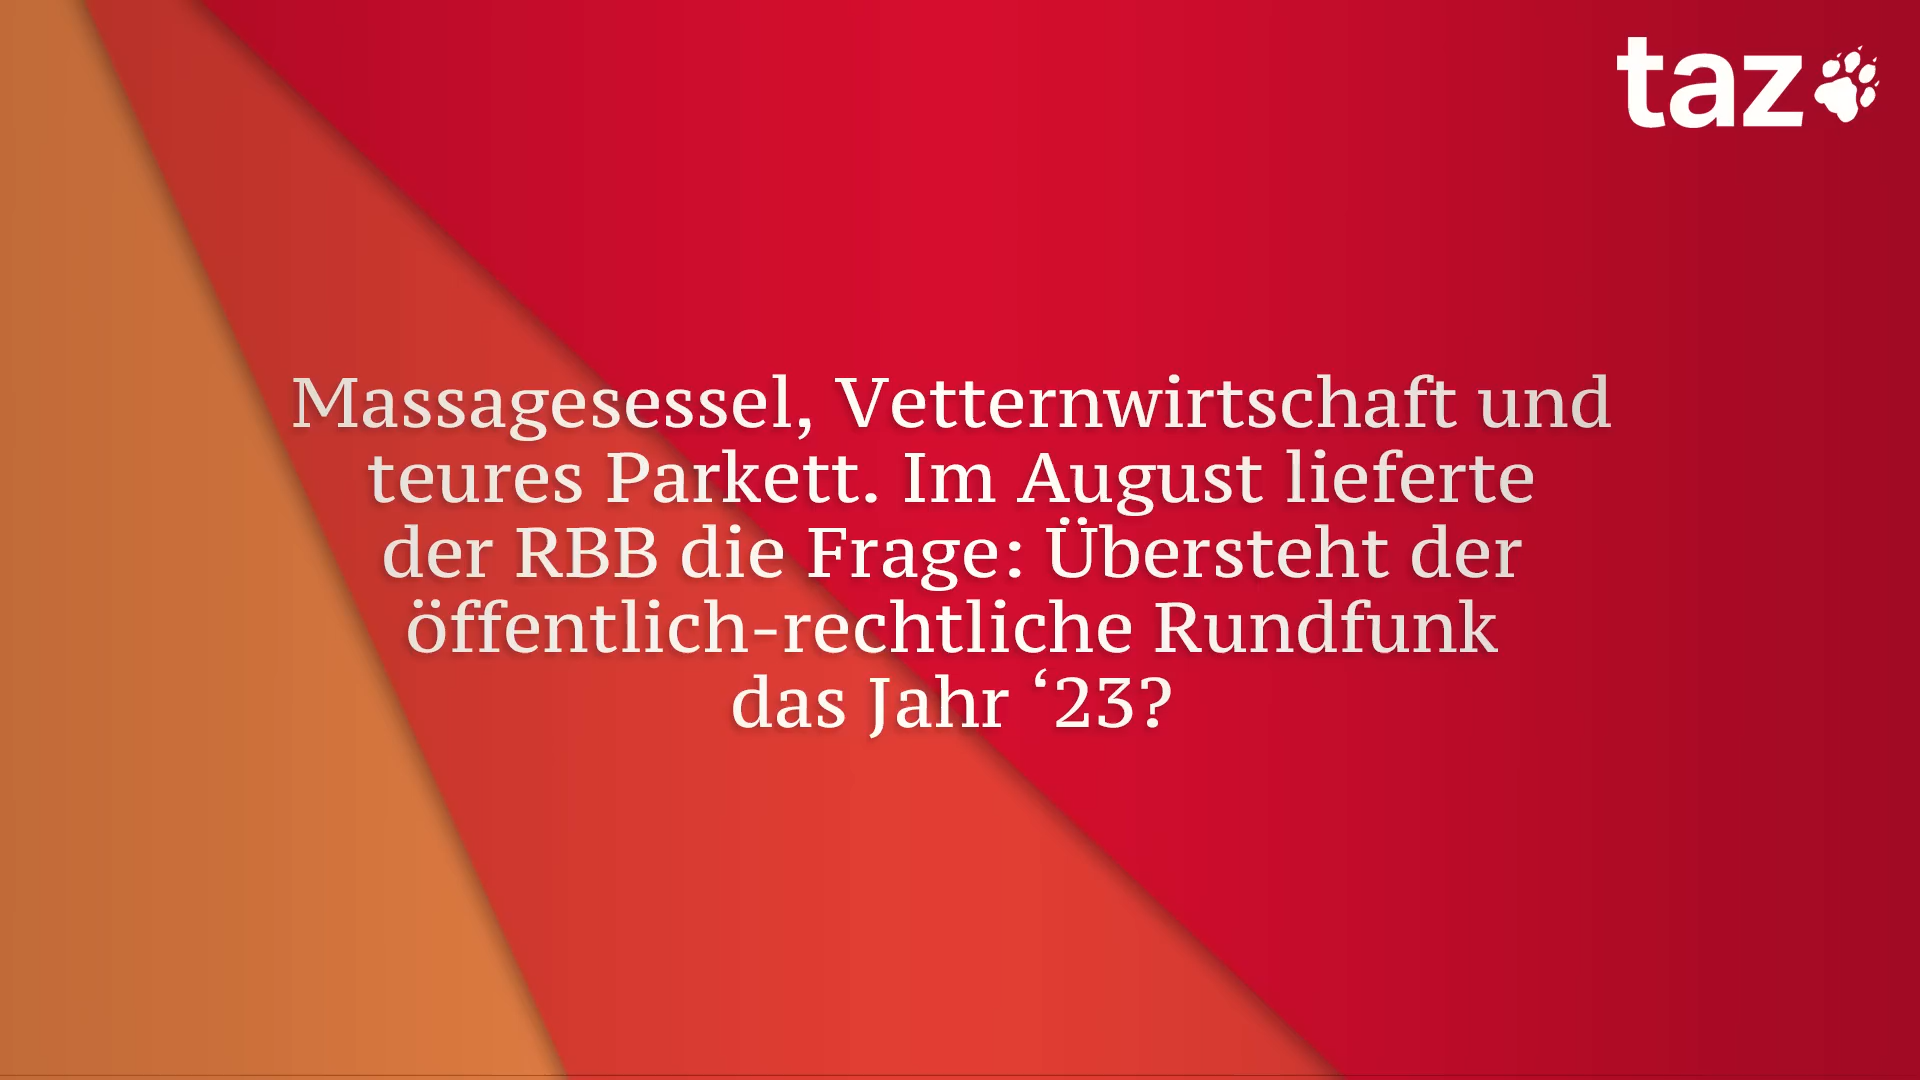 taz
Massagesessel, Vetternwirtschaft und
teures Parkett. Im August lieferte
der RBB die Frage: Übersteht der
öffentlich-rechtliche Rundfunk
das Jahr ‘23?